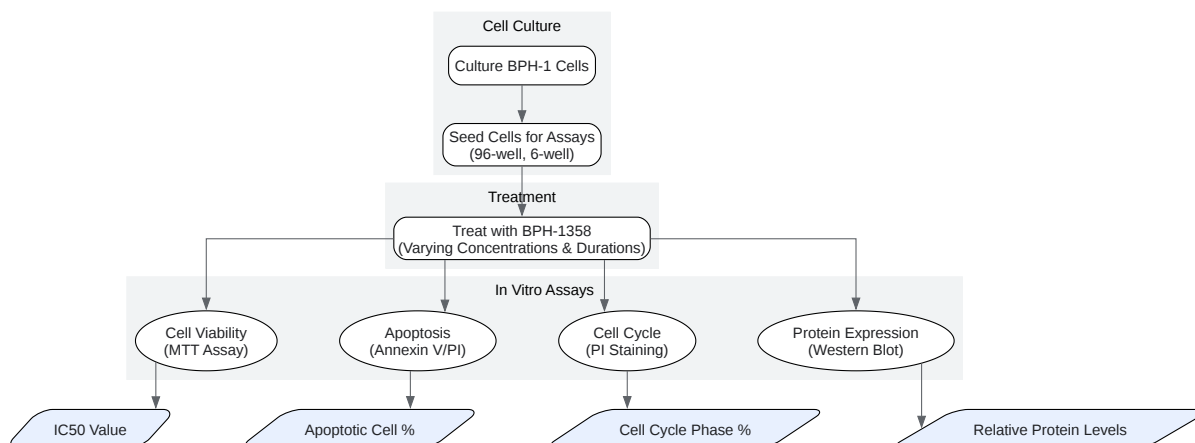 Cell Culture
Culture BPH-1 Cells
Seed Cells for Assays
(96-well, 6-well)
Treatment
Treat with BPH-1358
(Varying Concentrations & Durations)
In Vitro Assays
Cell Viability
(MTT Assay)
Apoptosis
(Annexin V/PI)
Cell Cycle
(PI Staining)
Protein Expression
(Western Blot)
IC50 Value
Apoptotic Cell %
Cell Cycle Phase %
Relative Protein Levels